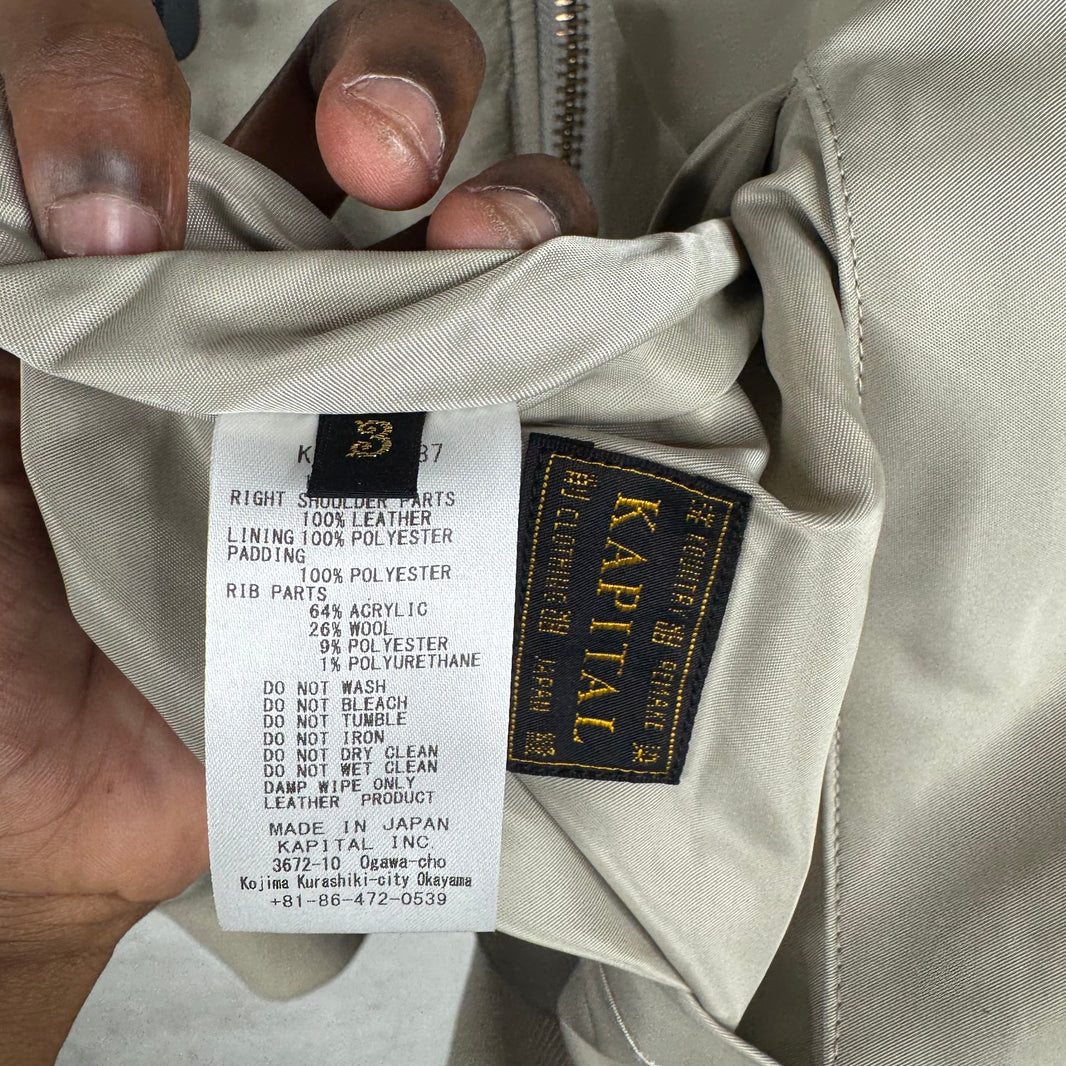 3
RIGHT SHOULDER PARTS
100% LEATHER
LINING 100% POLYESTER
PADDING
100% POLYESTER
RIB PARTS
64% ACRYLIC
26% WOOL
9% POLYESTER
1% POLYURETHANE
DO NOT WASH
DO NOT BLEACH
DO NOT TUMBLE
DO NOT IRON
DO NOT DRY CLEAN
DO NOT WET CLEAN
DAMP WIPE ONLY
LEATHER PRODUCT
MADE IN JAPAN
KAPITAL INC.
3672-10 Ogawa-cho
Kojima Kurashiki-city Okayama
+81-86-472-0539
KOUNTRY REMAKE
KAPITAL
CLOTHING JAPAN